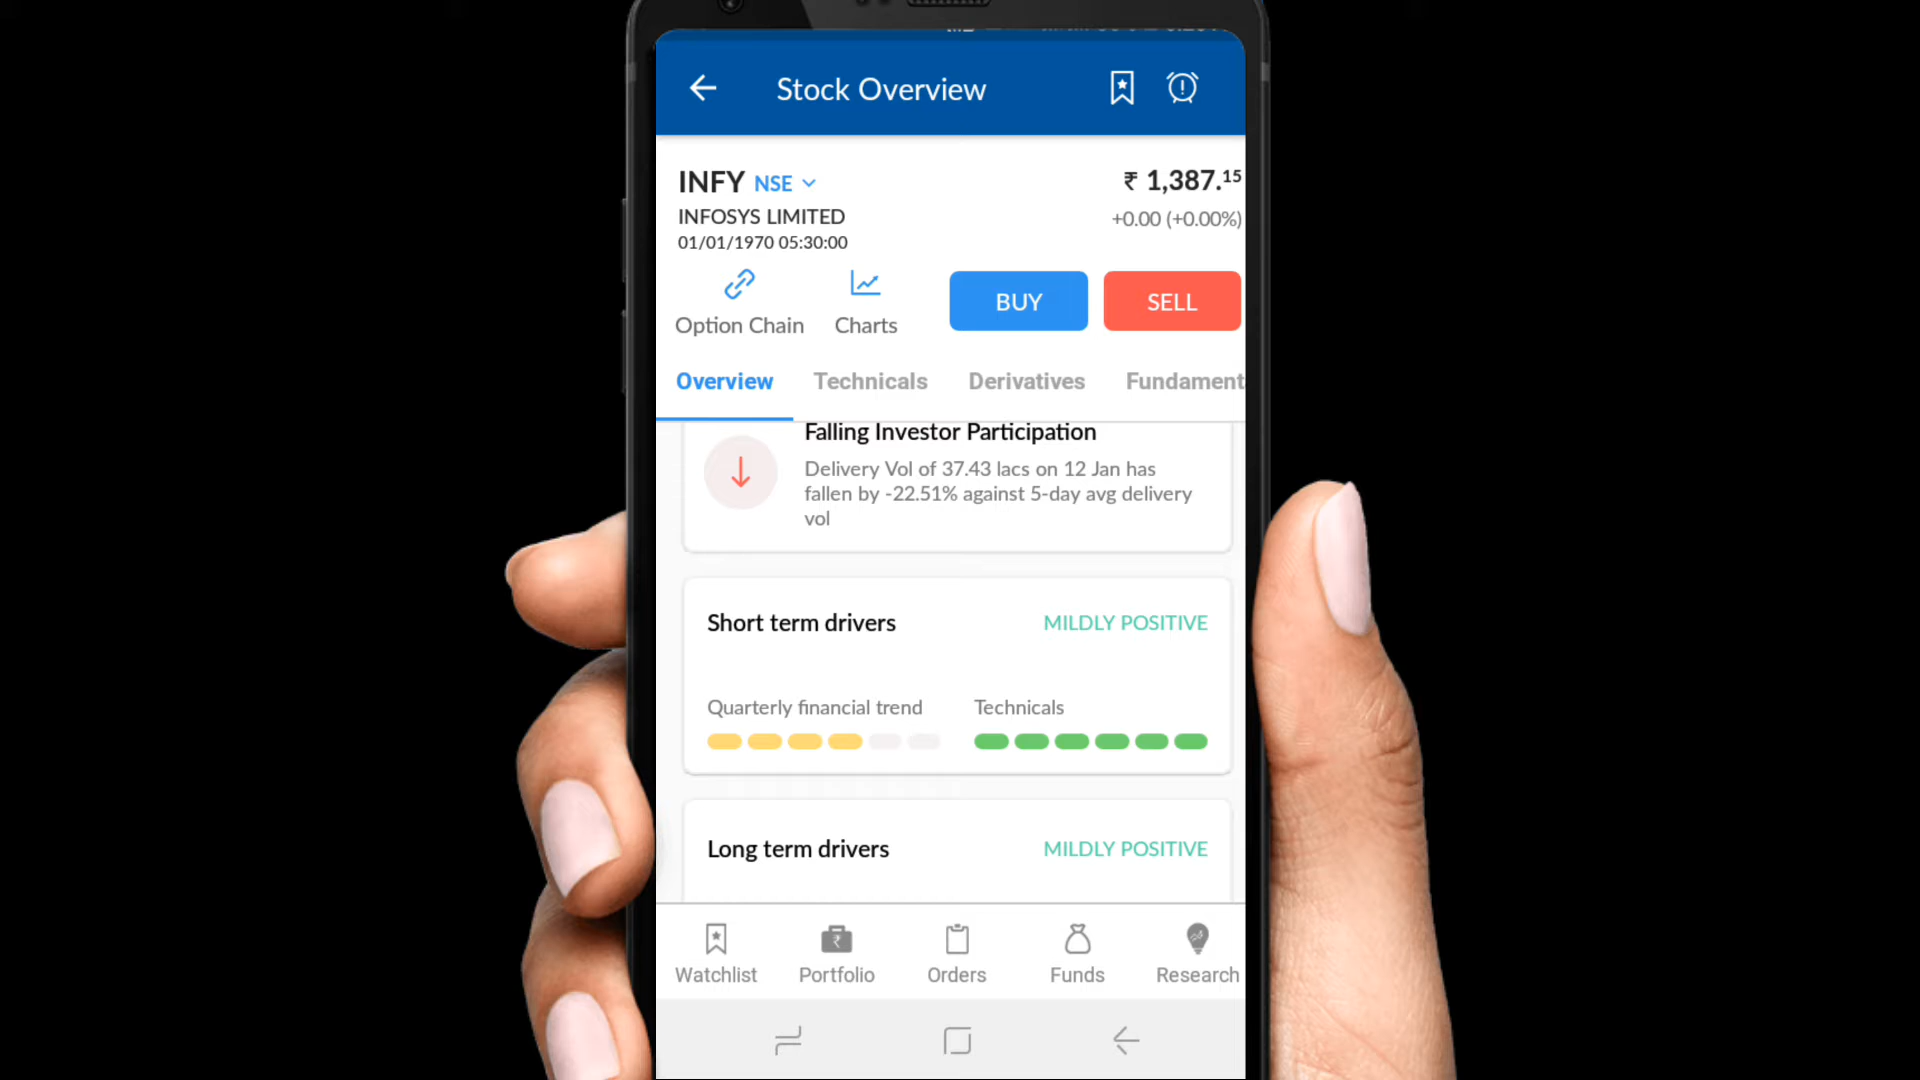 Stock Overview
INFY NSE
₹ 1,387.15
INFOSYS LIMITED
+0.00 (+0.00%)
01/01/1970 05:30:00
Option Chain
Charts
BUY
SELL
Overview
Technicals
Derivatives
Fundament
Falling Investor Participation
Delivery Vol of 37.43 lacs on 12 Jan has
fallen by -22.51% against 5-day avg delivery
vol
Short term drivers
MILDLY POSITIVE
Quarterly financial trend
Technicals
Long term drivers
MILDLY POSITIVE
Watchlist
Portfolio
Orders
Funds
Research